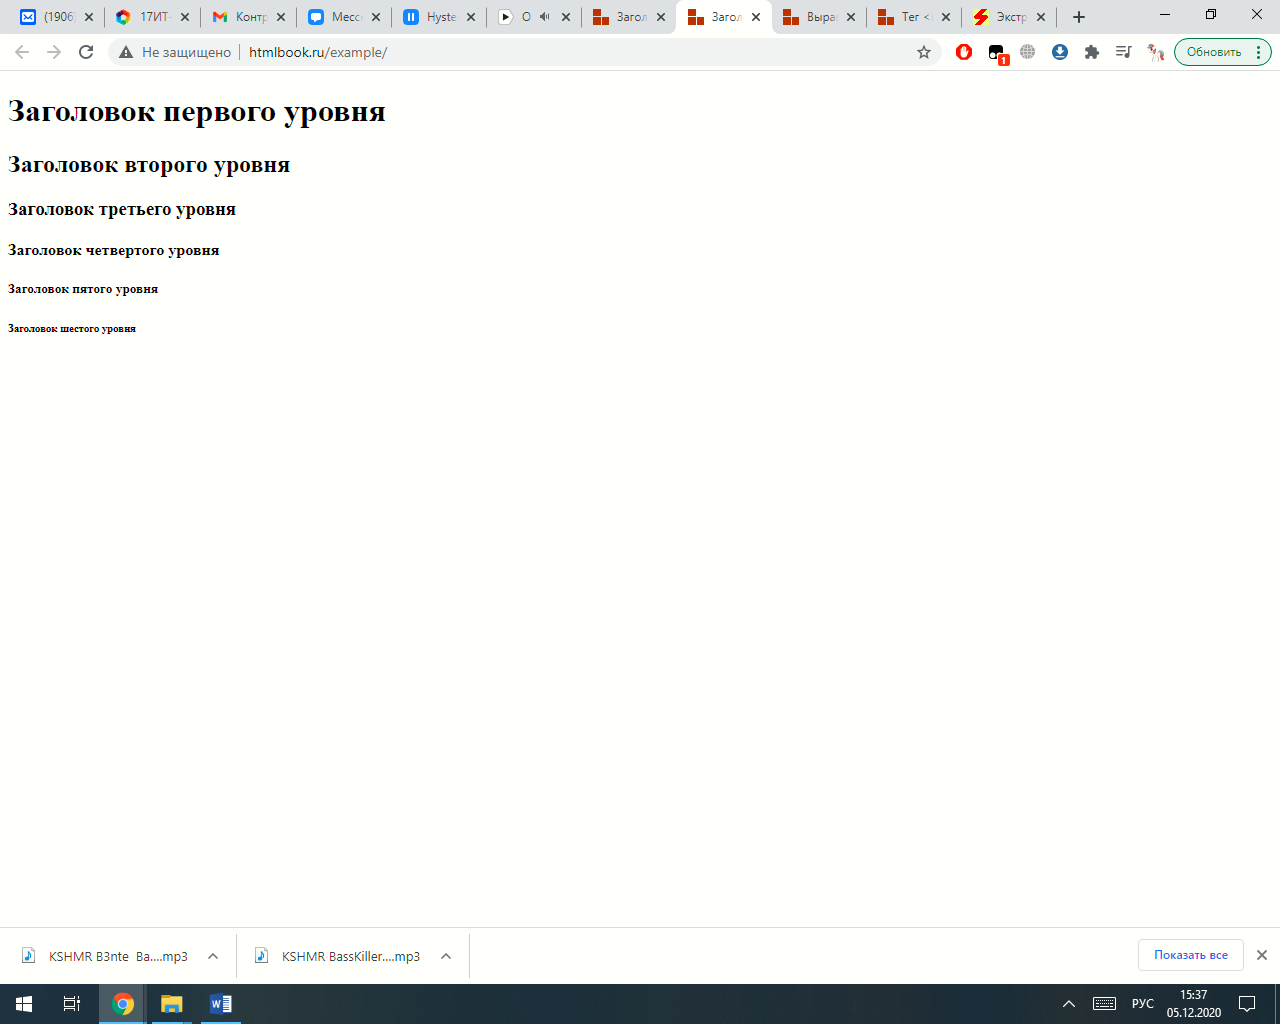 (1906)
17ИТ-
Контр
Месс
Hyste
О
Загол
Загол
Выра
Тег <
Экстр
Не защищено
htmlbook.ru/example/
1
Обновить
Заголовок первого уровня
Заголовок второго уровня
Заголовок третьего уровня
Заголовок четвертого уровня
Заголовок пятого уровня
Заголовок шестого уровня
KSHMR B3nte Ba....mp3
KSHMR BassKiller....mp3
Показать все
РУС
15:37
05.12.2020